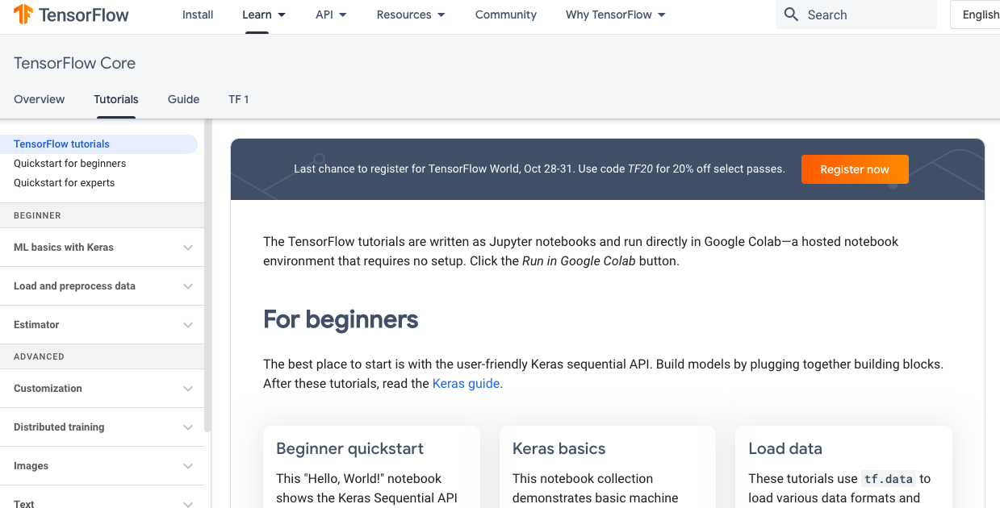 TensorFlow
Install
Learn
API
Resources
Community
Why TensorFlow
Search
English
TensorFlow Core
Overview
Tutorials
Guide
TF 1
TensorFlow tutorials
Quickstart for beginners
Quickstart for experts
BEGINNER
ML basics with Keras
Load and preprocess data
Estimator
ADVANCED
Customization
Distributed training
Images
Text
Last chance to register for TensorFlow World, Oct 28-31. Use code TF20 for 20% off select passes.
Register now
The TensorFlow tutorials are written as Jupyter notebooks and run directly in Google Colab—a hosted notebook
environment that requires no setup. Click the Run in Google Colab button.
For beginners
The best place to start is with the user-friendly Keras sequential API. Build models by plugging together building blocks.
After these tutorials, read the Keras guide.
Beginner quickstart
This "Hello, World!" notebook
shows the Keras Sequential API
Keras basics
This notebook collection
demonstrates basic machine
Load data
These tutorials use tf.data to
load various data formats and